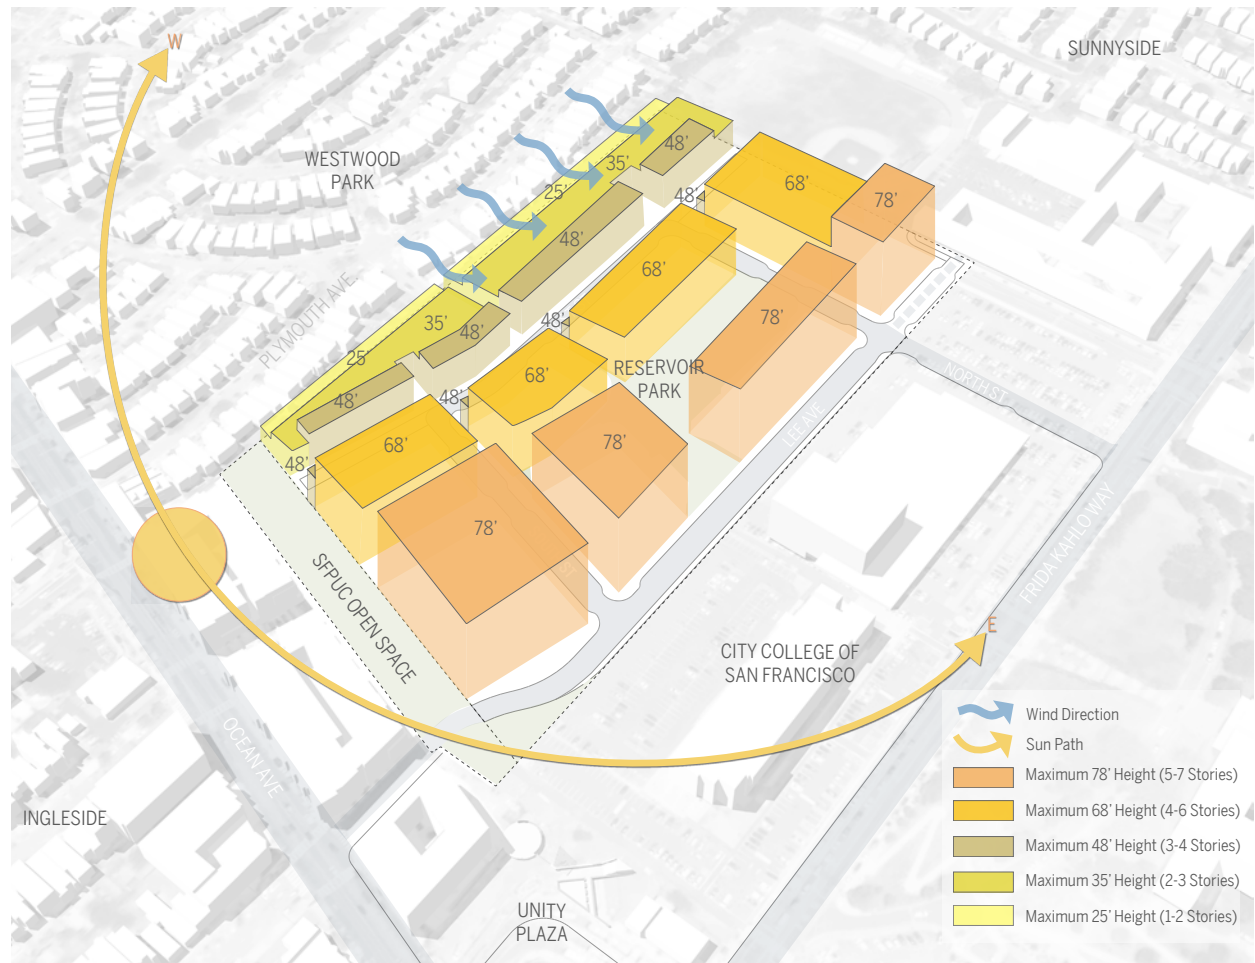 W
SUNNYSIDE
WESTWOOD
PARK
48'
35'
25'
48'
68'
78'
48'
68'
78'
PLYMOUTH AVE.
35'
48'
25'
48'
48'
68'
48'
RESERVOIR
PARK
NORTH ST
LEE AVE
68'
78'
48'
78'
SFPUC OPEN SPACE
FRIDA KAHLO WAY
E
CITY COLLEGE OF
SAN FRANCISCO
OCEAN AVE
INGLESIDE
UNITY
PLAZA
Wind Direction
Sun Path
Maximum 78' Height (5-7 Stories)
Maximum 68' Height (4-6 Stories)
Maximum 48' Height (3-4 Stories)
Maximum 35' Height (2-3 Stories)
Maximum 25' Height (1-2 Stories)